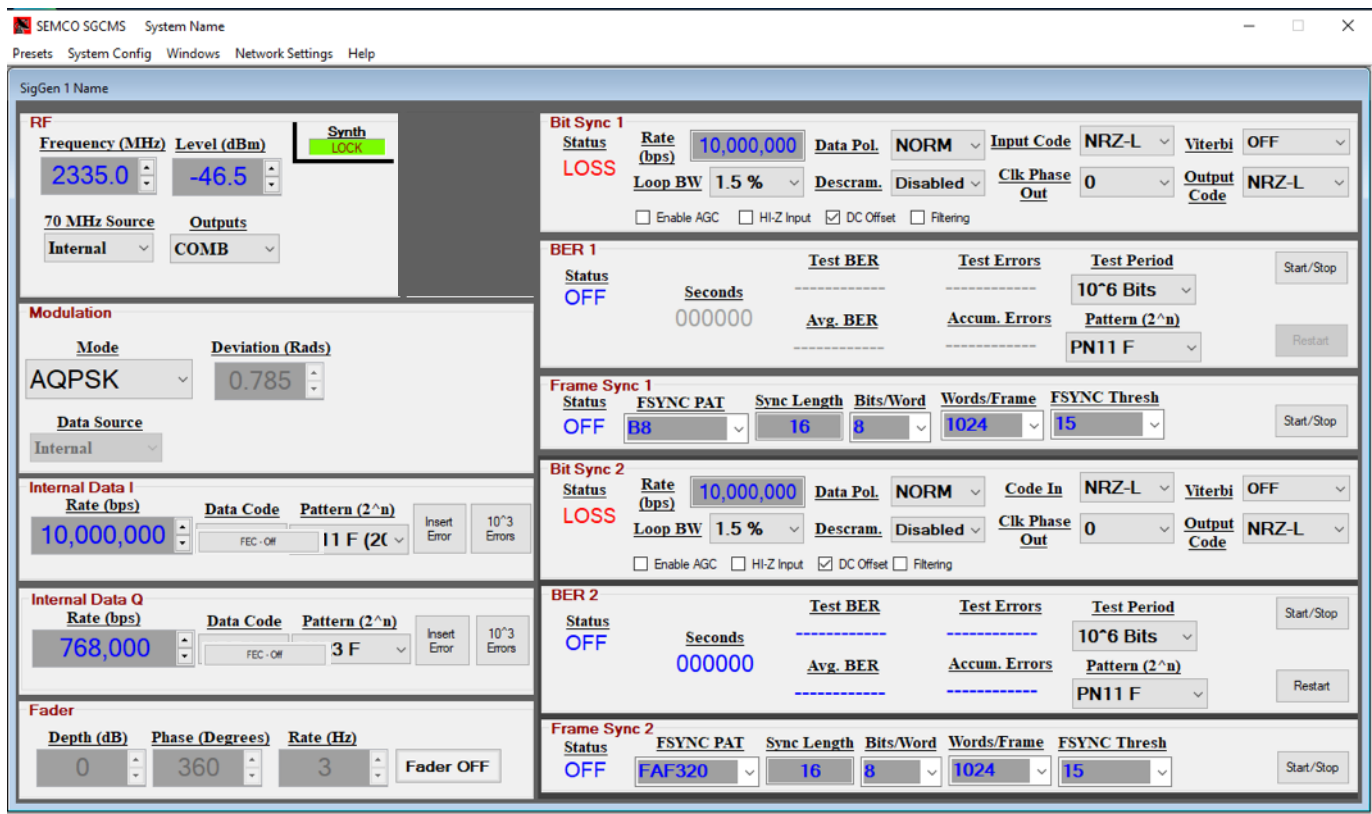 SEMCO SGCMS System Name
Presets System Config Windows Network Settings Help
SigGen 1 Name
RF
Frequency (MHz) Level (dBm)
Synth
LOCK
2335.0 -46.5
70 MHz Source Outputs
Internal COMB
Modulation
Mode Deviation (Rads)
AQPSK 0.785
Data Source
Internal
Internal Data I
Rate (bps) Data Code Pattern (2^n)
10,000,000 FEC - Off 11 F (2( Insert Error 10^3 Errors
Internal Data Q
Rate (bps) Data Code Pattern (2^n)
768,000 FEC - Off 3 F Insert Error 10^3 Errors
Fader
Depth (dB) Phase (Degrees) Rate (Hz)
0 360 3 Fader OFF
Bit Sync 1
Status Rate (bps) 10,000,000 Data Pol. NORM Input Code NRZ-L Viterbi OFF
LOSS Loop BW 1.5 % Descram. Disabled Clk Phase Out 0 Output Code NRZ-L
Enable AGC HI-Z Input DC Offset Filtering
BER 1
Status Seconds Test BER Test Errors Test Period Start/Stop
OFF 000000 ------------ ------------ 10^6 Bits
Avg. BER Accum. Errors Pattern (2^n)
------------ ------------ PN11 F Restart
Frame Sync 1
Status FSYNC PAT Sync Length Bits/Word Words/Frame FSYNC Thresh
OFF B8 16 8 1024 15 Start/Stop
Bit Sync 2
Status Rate (bps) 10,000,000 Data Pol. NORM Code In NRZ-L Viterbi OFF
LOSS Loop BW 1.5 % Descram. Disabled Clk Phase Out 0 Output Code NRZ-L
Enable AGC HI-Z Input DC Offset Filtering
BER 2
Status Seconds Test BER Test Errors Test Period Start/Stop
OFF 000000 ------------ ------------ 10^6 Bits
Avg. BER Accum. Errors Pattern (2^n)
------------ ------------ PN11 F Restart
Frame Sync 2
Status FSYNC PAT Sync Length Bits/Word Words/Frame FSYNC Thresh
OFF FAF320 16 8 1024 15 Start/Stop